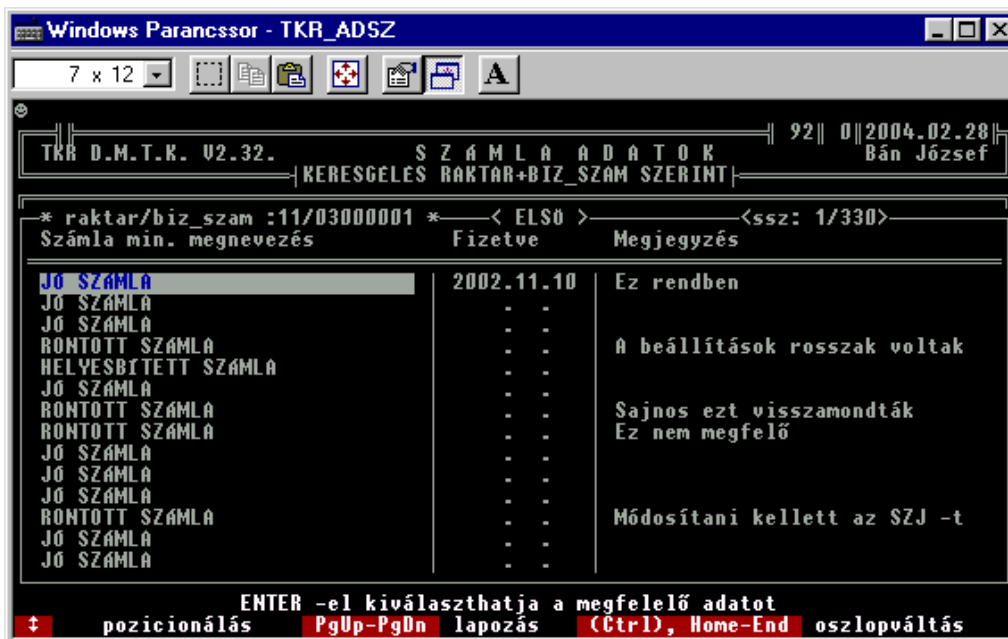 Windows Parancssor - TKR_ADSZ
7 x 12
A
92 0 2004.02.28
TKR D.M.T.K. V2.32. S Z á M L A A D A T O K Bán József
KERESGéLéS RAKTáR+BIZ_SZáM SZERINT
* raktar/biz_szam :11/03000001 * < ELSő > <ssz: 1/330>
Számla min. megnevezés Fizetve Megjegyzés
Jó SZáMLA 2002.11.10 Ez rendben
Jó SZáMLA . .
Jó SZáMLA . .
RONTOTT SZáMLA . . A beállítások rosszak voltak
HELYESBíTETT SZáMLA . .
Jó SZáMLA . .
RONTOTT SZáMLA . . Sajnos ezt visszamondták
RONTOTT SZáMLA . . Ez nem megfelő
Jó SZáMLA . .
Jó SZáMLA . .
Jó SZáMLA . .
RONTOTT SZáMLA . . Módosítani kellett az SZJ -t
Jó SZáMLA . .
Jó SZáMLA . .
ENTER -el kiválaszthatja a megfelelő adatot
↕ pozicionálás PgUp-PgDn lapozás (Ctrl), Home-End oszlopváltás